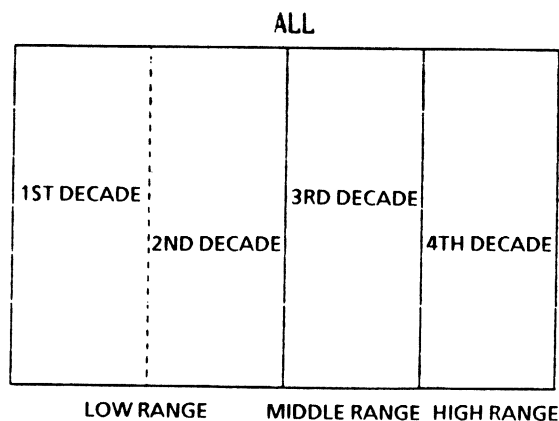 ALL
1ST DECADE
3RD DECADE
2ND DECADE
4TH DECADE
LOW RANGE MIDDLE RANGE HIGH RANGE